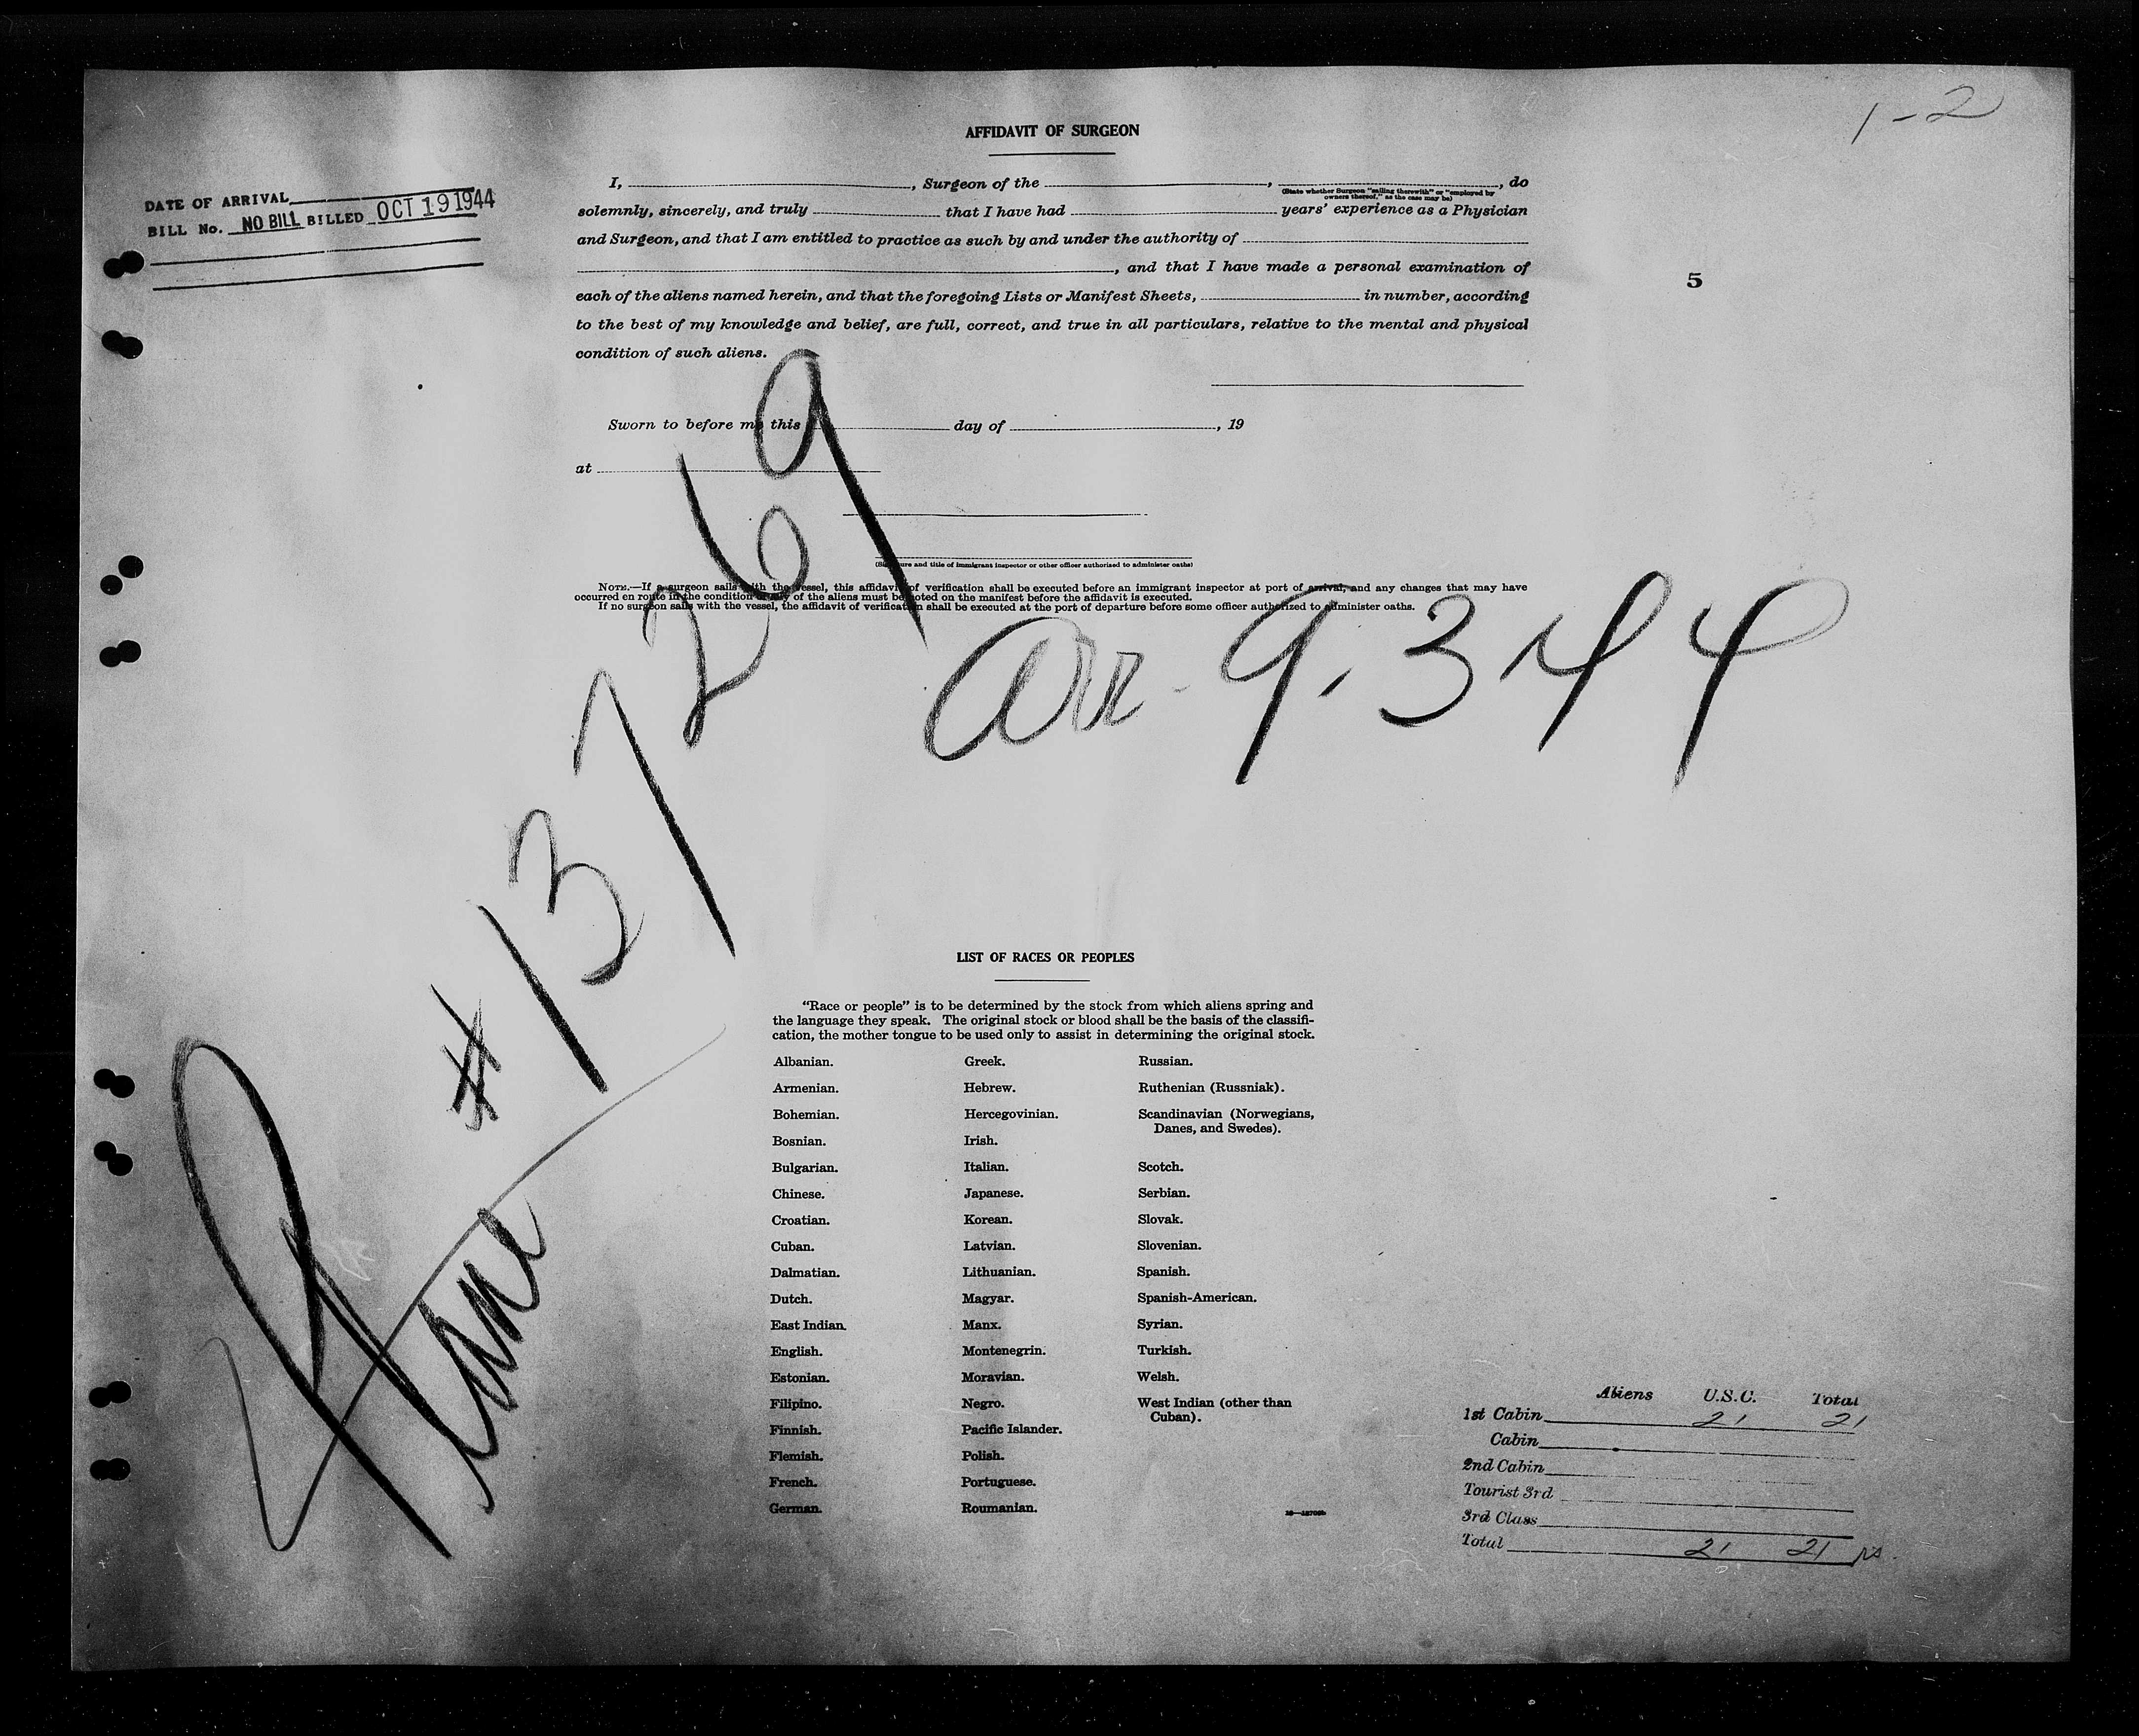 1-2
AFFIDAVIT OF SURGEON
DATE OF ARRIVAL
BILL No. NO BILL BILLED OCT 19 1944
I, , Surgeon of the , , do
(State whether Surgeon "sailing therewith" or "employed by
owners thereof," as the case may be)
solemnly, sincerely, and truly that I have had years' experience as a Physician
and Surgeon, and that I am entitled to practice as such by and under the authority of
, and that I have made a personal examination of
5
each of the aliens named herein, and that the foregoing Lists or Manifest Sheets, in number, according
to the best of my knowledge and belief, are full, correct, and true in all particulars, relative to the mental and physical
condition of such aliens.
Sworn to before me this day of , 19
at
(Signature and title of immigrant inspector or other officer authorized to administer oaths)
NOTE.—If a surgeon sails with the vessel, this affidavit of verification shall be executed before an immigrant inspector at port of arrival, and any changes that may have
occurred en route in the condition of any of the aliens must be noted on the manifest before the affidavit is executed.
If no surgeon sails with the vessel, the affidavit of verification shall be executed at the port of departure before some officer authorized to administer oaths.
Arr - 9.3.44
Plane #137269
LIST OF RACES OR PEOPLES
"Race or people" is to be determined by the stock from which aliens spring and
the language they speak. The original stock or blood shall be the basis of the classifi-
cation, the mother tongue to be used only to assist in determining the original stock.
Albanian. Greek. Russian.
Armenian. Hebrew. Ruthenian (Russniak).
Bohemian. Hercegovinian. Scandinavian (Norwegians,
Danes, and Swedes).
Bosnian. Irish.
Bulgarian. Italian. Scotch.
Chinese. Japanese. Serbian.
Croatian. Korean. Slovak.
Cuban. Latvian. Slovenian.
Dalmatian. Lithuanian. Spanish.
Dutch. Magyar. Spanish-American.
East Indian. Manx. Syrian.
English. Montenegrin. Turkish.
Estonian. Moravian. Welsh.
Filipino. Negro. West Indian (other than
Cuban).
Finnish. Pacific Islander.
Flemish. Polish.
French. Portuguese.
German. Roumanian.
Aliens U.S.C. Total
1st Cabin 21 21
Cabin
2nd Cabin
Tourist 3rd
3rd Class
Total 21 21